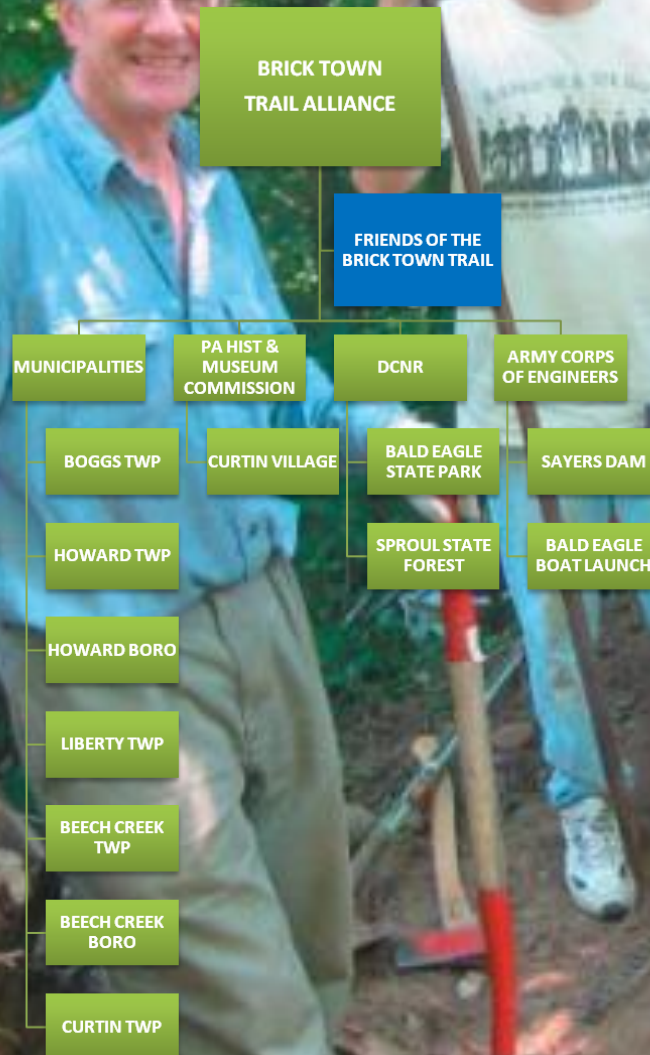 BRICK TOWN
TRAIL ALLIANCE
FRIENDS OF THE
BRICK TOWN TRAIL
MUNICIPALITIES
PA HIST &
MUSEUM
COMMISSION
DCNR
ARMY CORPS
OF ENGINEERS
BOGGS TWP
CURTIN VILLAGE
BALD EAGLE
STATE PARK
SAYERS DAM
HOWARD TWP
SPROUL STATE
FOREST
BALD EAGLE
BOAT LAUNCH
HOWARD BORO
LIBERTY TWP
BEECH CREEK
TWP
BEECH CREEK
BORO
CURTIN TWP